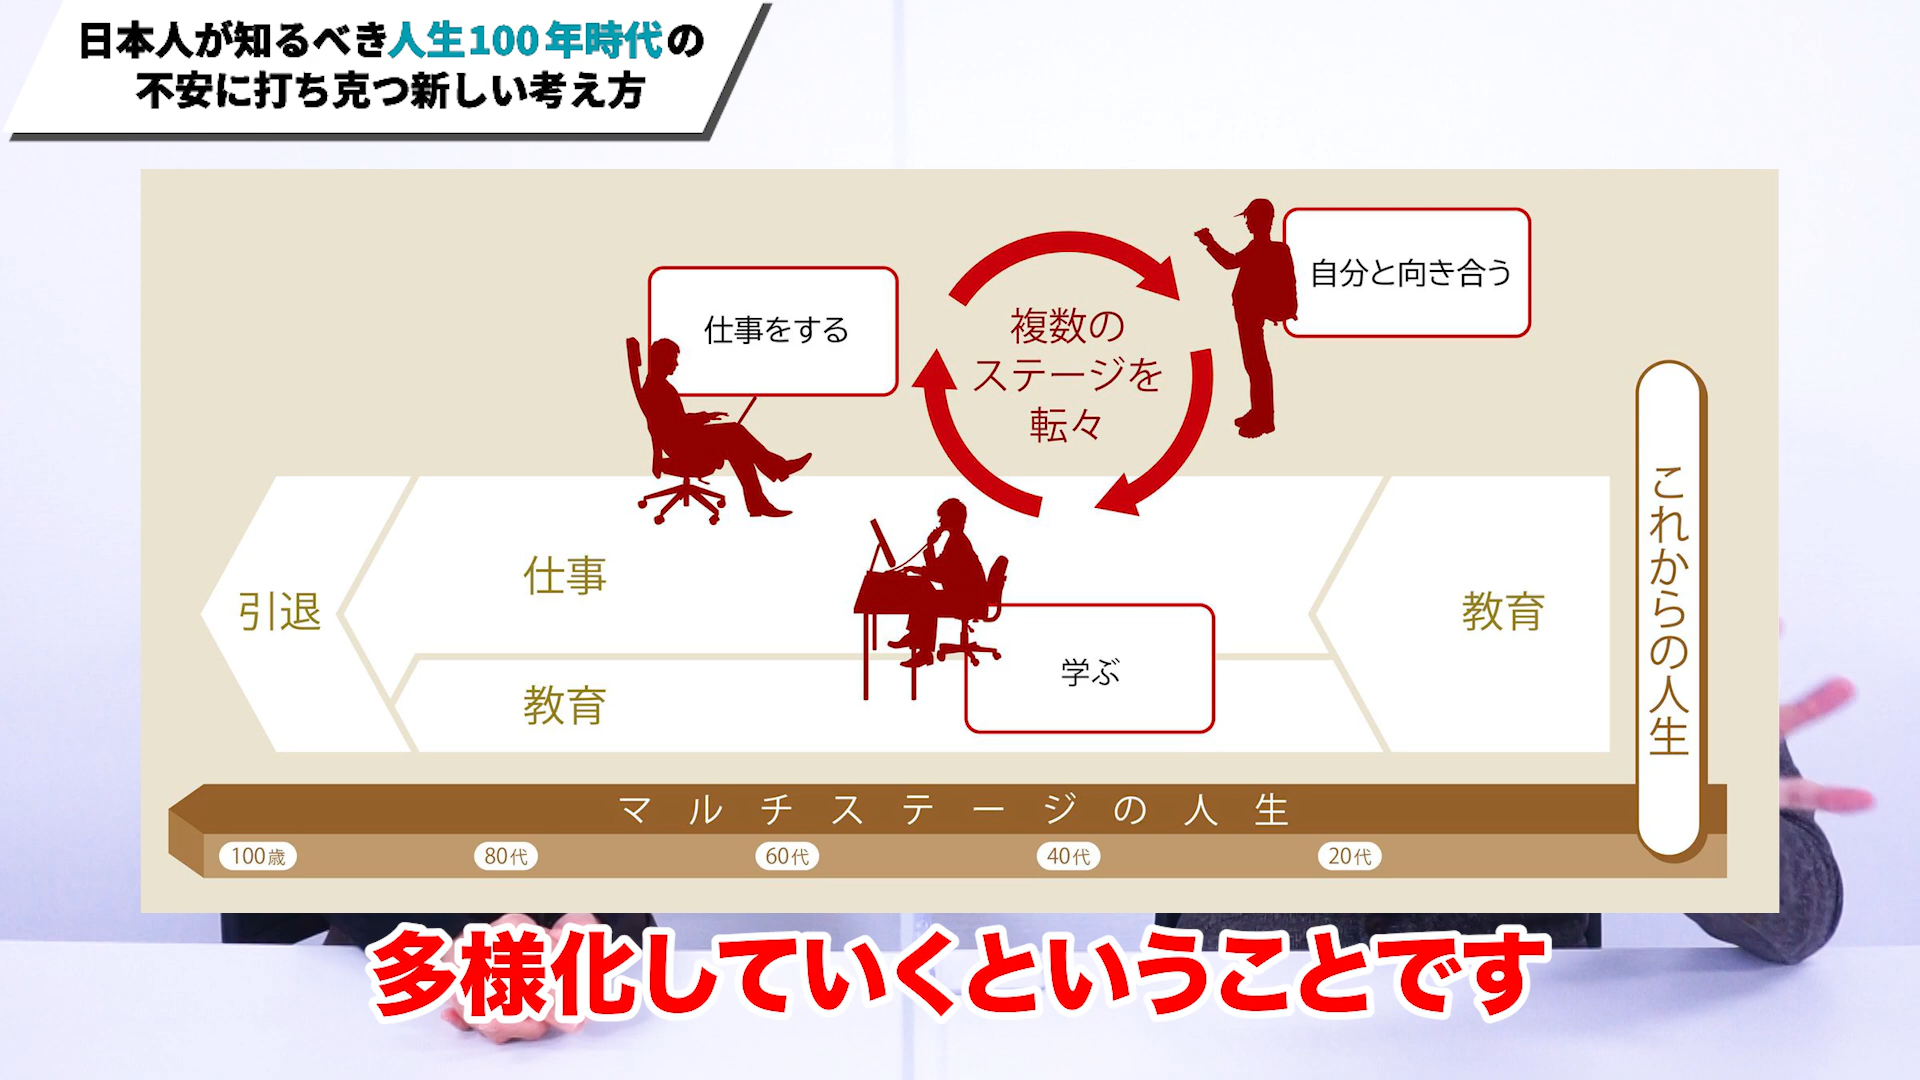 日本人が知るべき人生100年時代の
不安に打ち克つ新しい考え方
自分と向き合う
仕事をする
複数の
ステージを
転々
学ぶ
引退
仕事
教育
教育
これからの人生
マルチステージの人生
100歳
80代
60代
40代
20代
多様化していくということです